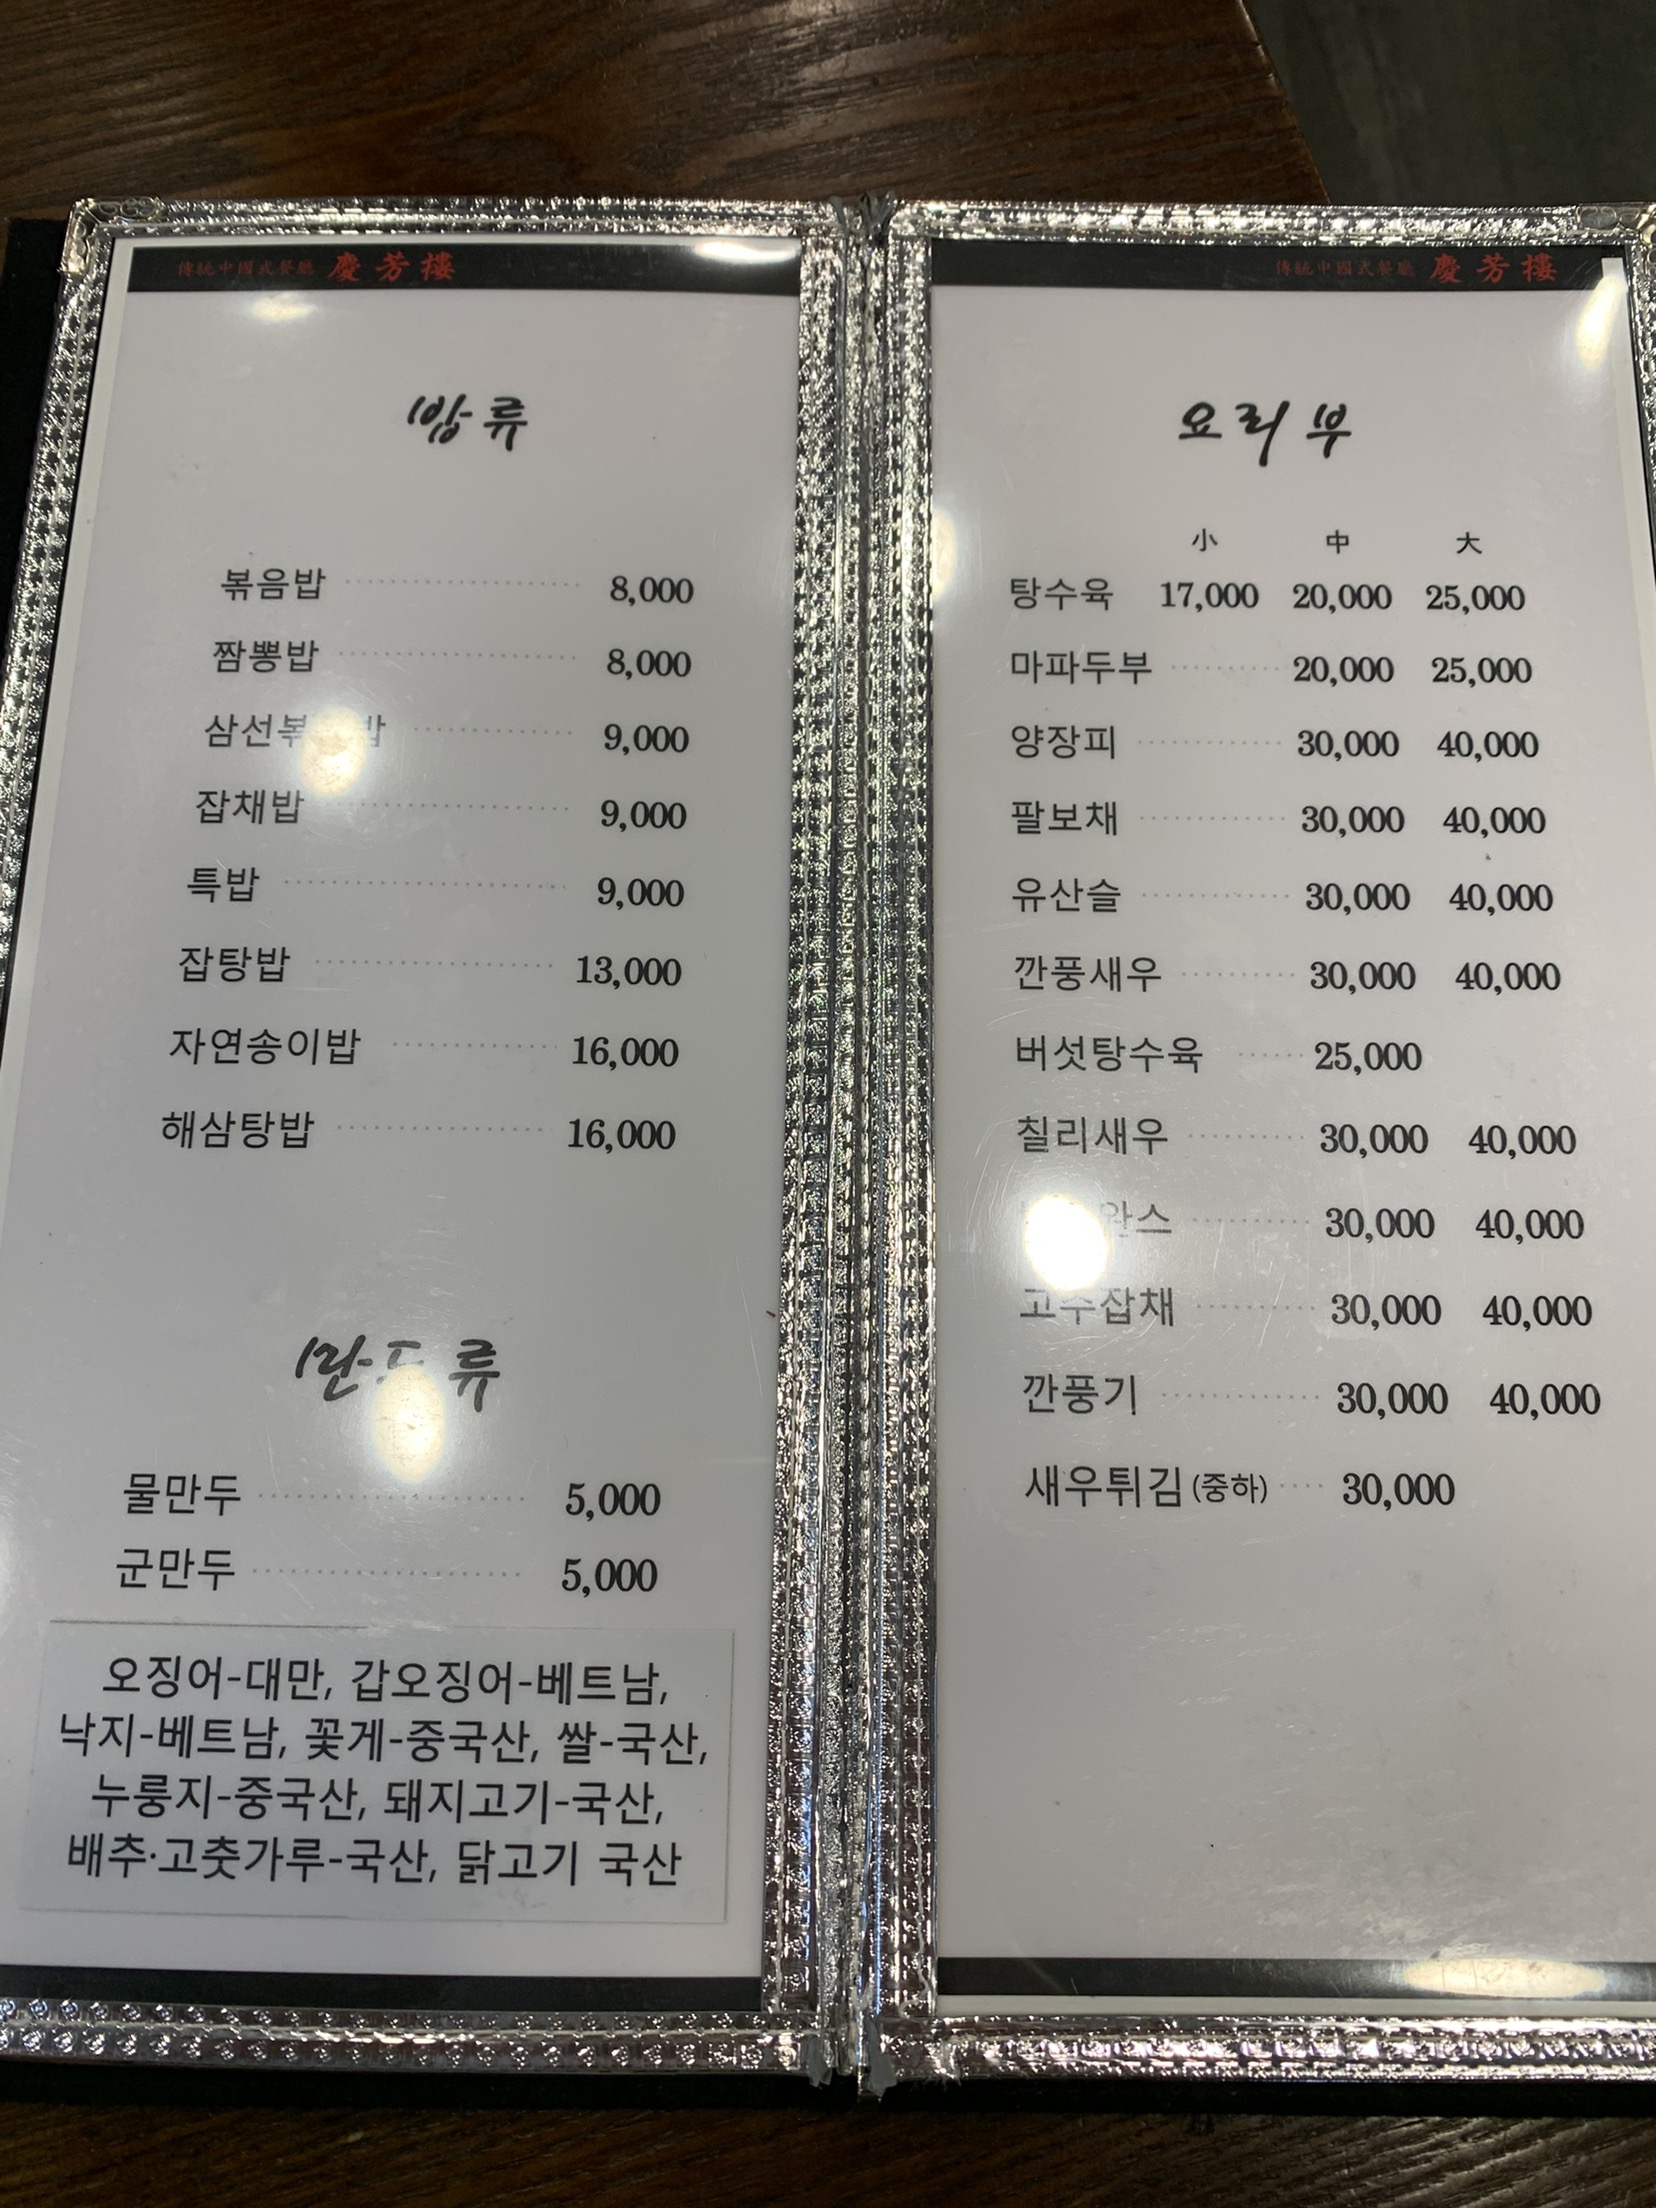 傳統中國式餐廳 慶芳樓
밥류
볶음밥 8,000
짬뽕밥 8,000
삼선볶 밥 9,000
잡채밥 9,000
특밥 9,000
잡탕밥 13,000
자연송이밥 16,000
해삼탕밥 16,000
만두류
물만두 5,000
군만두 5,000
오징어-대만, 갑오징어-베트남,
낙지-베트남, 꽃게-중국산, 쌀-국산,
누룽지-중국산, 돼지고기-국산,
배추·고춧가루-국산, 닭고기 국산
傳統中國式餐廳 慶芳樓
요리부
小 中 大
탕수육 17,000 20,000 25,000
마파두부 20,000 25,000
양장피 30,000 40,000
팔보채 30,000 40,000
유산슬 30,000 40,000
깐풍새우 30,000 40,000
버섯탕수육 25,000
칠리새우 30,000 40,000
30,000 40,000
고추잡채 30,000 40,000
깐풍기 30,000 40,000
새우튀김(중하) 30,000